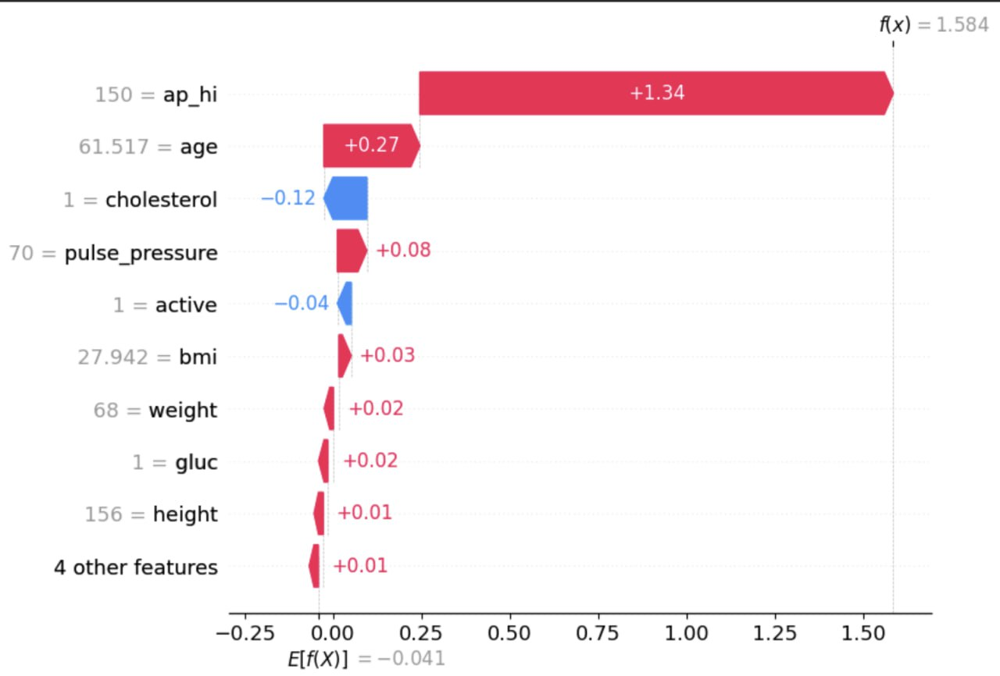 f(x) = 1.584
150 = ap_hi +1.34
61.517 = age +0.27
1 = cholesterol −0.12
70 = pulse_pressure +0.08
1 = active −0.04
27.942 = bmi +0.03
68 = weight +0.02
1 = gluc +0.02
156 = height +0.01
4 other features +0.01
−0.25 0.00 0.25 0.50 0.75 1.00 1.25 1.50
E[f(X)] = −0.041